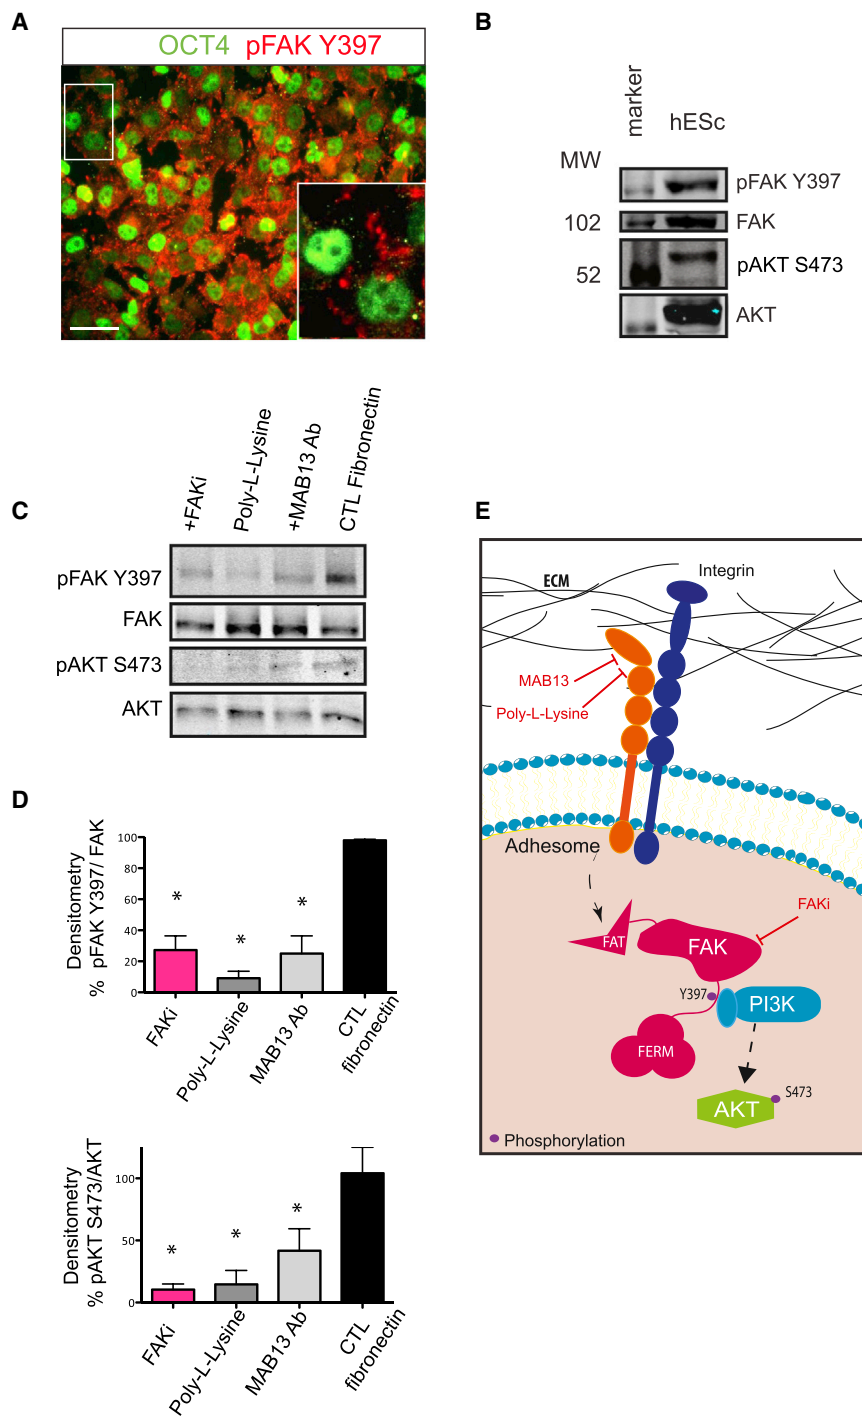 A
OCT4 pFAK Y397
B
marker
hESc
MW
pFAK Y397
102
FAK
52
pAKT S473
AKT
C
+FAKi
Poly-L-Lysine
+MAB13 Ab
CTL Fibronectin
pFAK Y397
FAK
pAKT S473
AKT
D
Densitometry
% pFAK Y397/ FAK
100
80
60
40
20
0
*
*
*
FAKi
Poly-L-Lysine
MAB13 Ab
CTL
fibronectin
Densitometry
% pAKT S473/AKT
100
50
0
*
*
*
FAKi
Poly-L-Lysine
MAB13 Ab
CTL
fibronectin
E
ECM
Integrin
MAB13
Poly-L-Lysine
Adhesome
FAKi
FAT
FAK
Y397
PI3K
FERM
S473
AKT
Phosphorylation